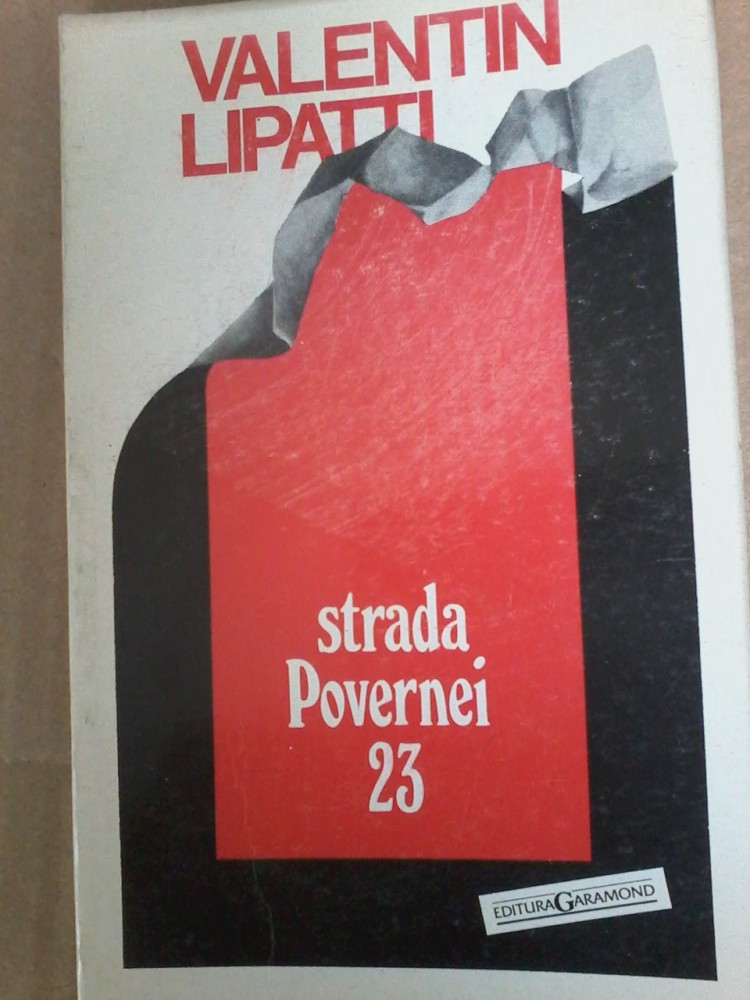 VALENTIN
LIPATTI
strada
Povernei
23
EDITURA GARAMOND